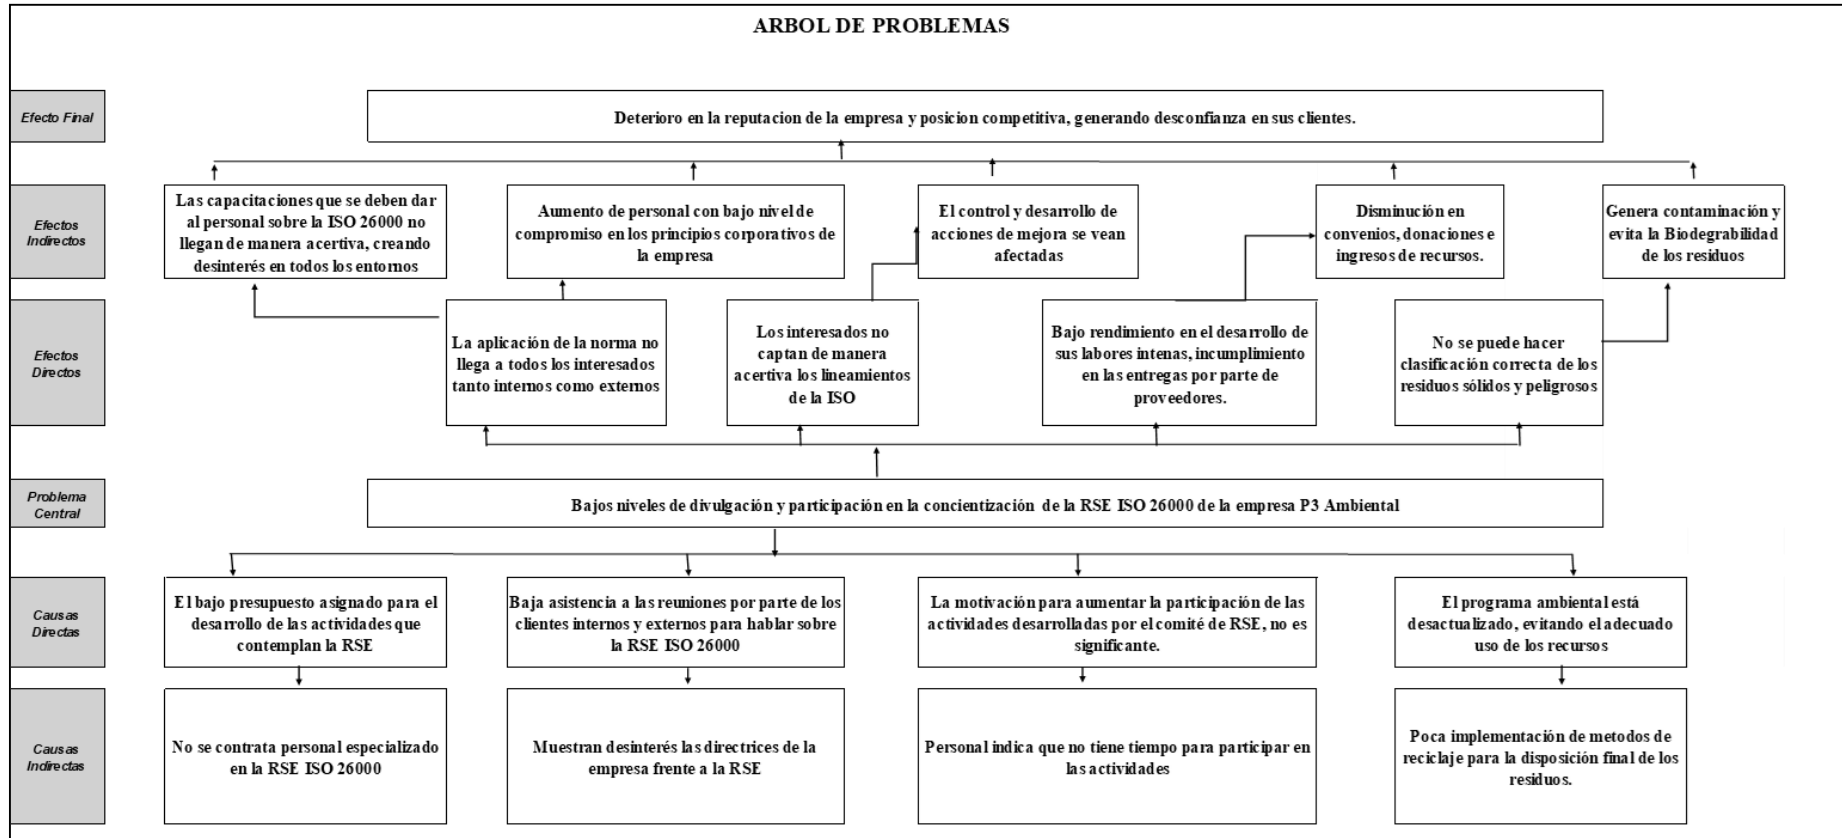 ARBOL DE PROBLEMAS
Efecto Final
Deterioro en la reputacion de la empresa y posicion competitiva, generando desconfianza en sus clientes.
Efectos
Indirectos
Las capacitaciones que se deben dar
al personal sobre la ISO 26000 no
llegan de manera acertiva, creando
desinterés en todos los entornos
Aumento de personal con bajo nivel de
compromiso en los principios corporativos de
la empresa
El control y desarrollo de
acciones de mejora se vean
afectadas
Disminución en
convenios, donaciones e
ingresos de recursos.
Genera contaminación y
evita la Biodegrabilidad
de los residuos
Efectos
Directos
La aplicación de la norma no
llega a todos los interesados
tanto internos como externos
Los interesados no
captan de manera
acertiva los lineamientos
de la ISO
Bajo rendimiento en el desarrollo de
sus labores intenas, incumplimiento
en las entregas por parte de
proveedores.
No se puede hacer
clasificación correcta de los
residuos sólidos y peligrosos
Problema
Central
Bajos niveles de divulgación y participación en la concientización de la RSE ISO 26000 de la empresa P3 Ambiental
Causas
Directas
El bajo presupuesto asignado para el
desarrollo de las actividades que
contemplan la RSE
Baja asistencia a las reuniones por parte de los
clientes internos y externos para hablar sobre
la RSE ISO 26000
La motivación para aumentar la participación de las
actividades desarrolladas por el comité de RSE, no es
significante.
El programa ambiental está
desactualizado, evitando el adecuado
uso de los recursos
Causas
Indirectas
No se contrata personal especializado
en la RSE ISO 26000
Muestran desinterés las directrices de la
empresa frente a la RSE
Personal indica que no tiene tiempo para participar en
las actividades
Poca implementación de metodos de
reciclaje para la disposición final de los
residuos.